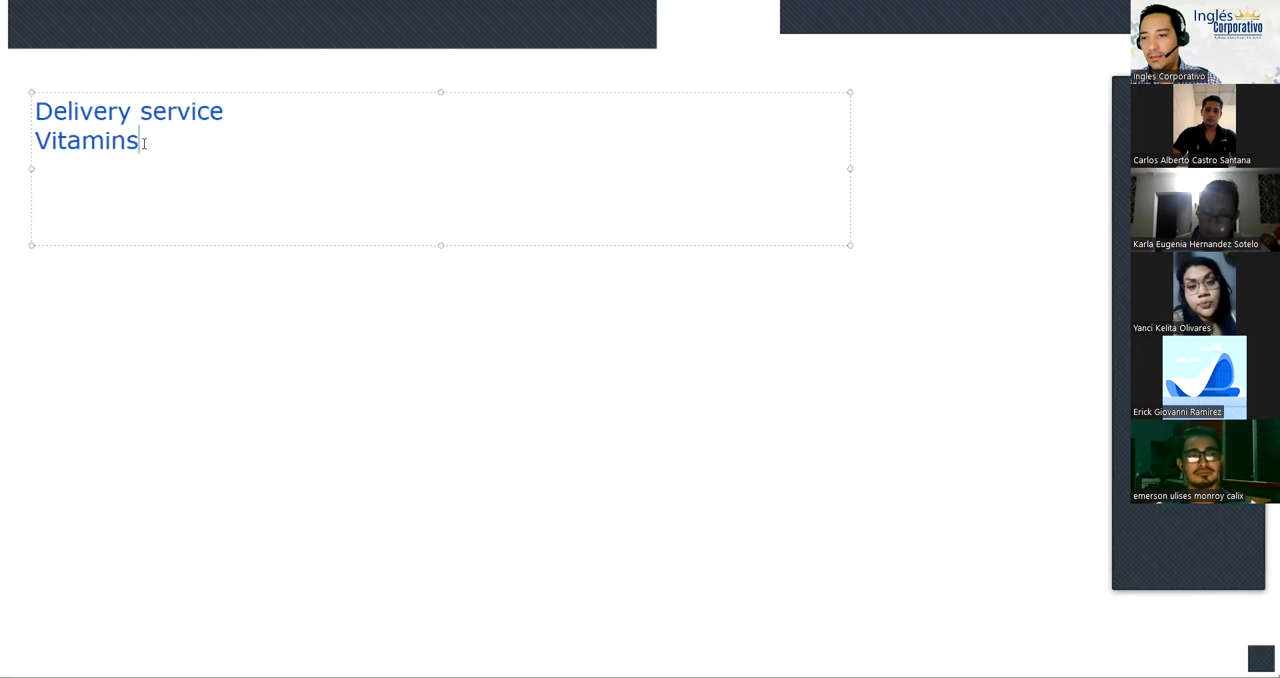 Delivery service
Vitamins
Inglés
Corporativo
Ingles Corporativo
Carlos Alberto Castro Santana
Karla Eugenia Hernandez Sotelo
Yanci Kelita Olivares
Erick Giovanni Ramirez
emerson ulises monroy calix